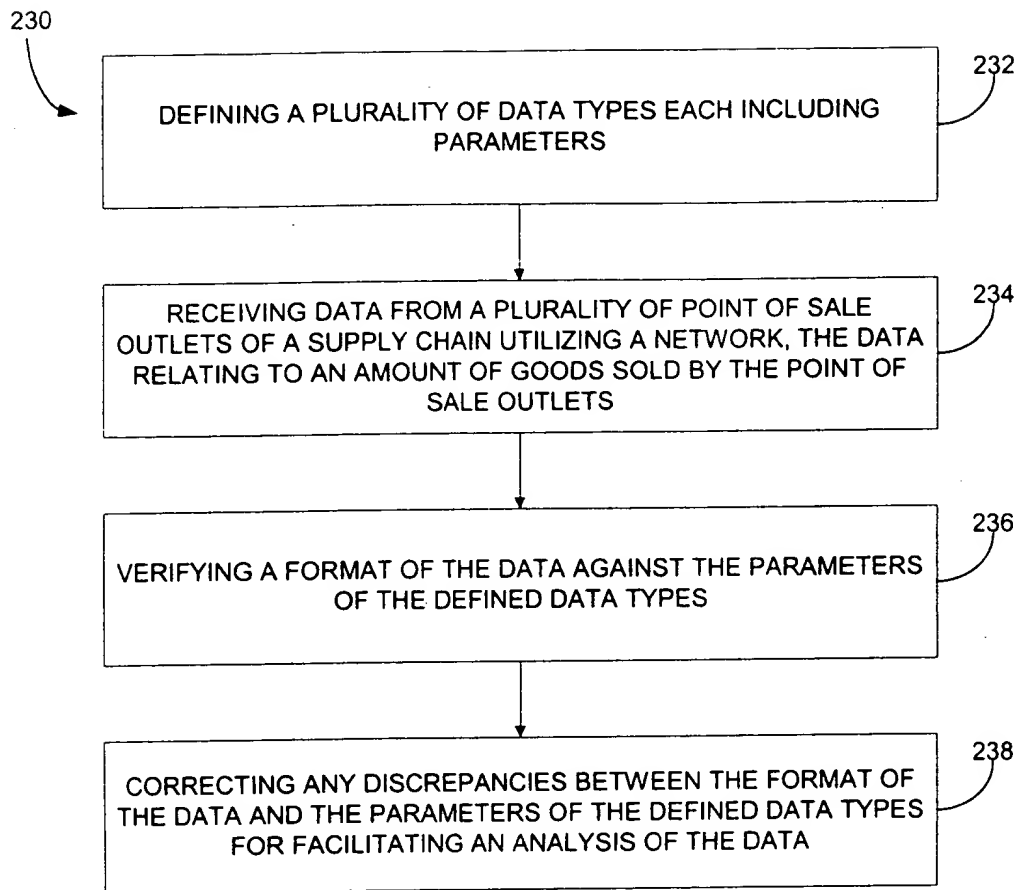 230
232
DEFINING A PLURALITY OF DATA TYPES EACH INCLUDING
PARAMETERS
234
RECEIVING DATA FROM A PLURALITY OF POINT OF SALE
OUTLETS OF A SUPPLY CHAIN UTILIZING A NETWORK, THE DATA
RELATING TO AN AMOUNT OF GOODS SOLD BY THE POINT OF
SALE OUTLETS
236
VERIFYING A FORMAT OF THE DATA AGAINST THE PARAMETERS
OF THE DEFINED DATA TYPES
238
CORRECTING ANY DISCREPANCIES BETWEEN THE FORMAT OF
THE DATA AND THE PARAMETERS OF THE DEFINED DATA TYPES
FOR FACILITATING AN ANALYSIS OF THE DATA